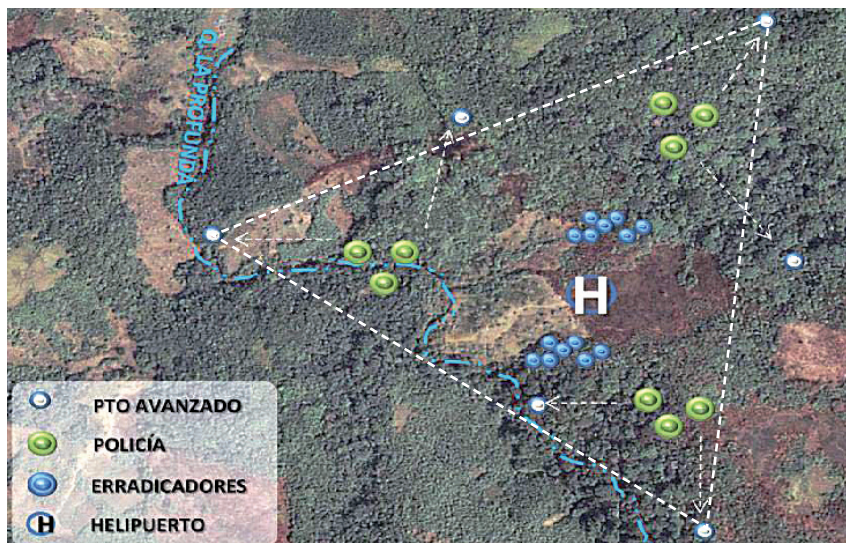 Q. LA PROFUNDA
H
PTO AVANZADO
POLICÍA
ERRADICADORES
H HELIPUERTO